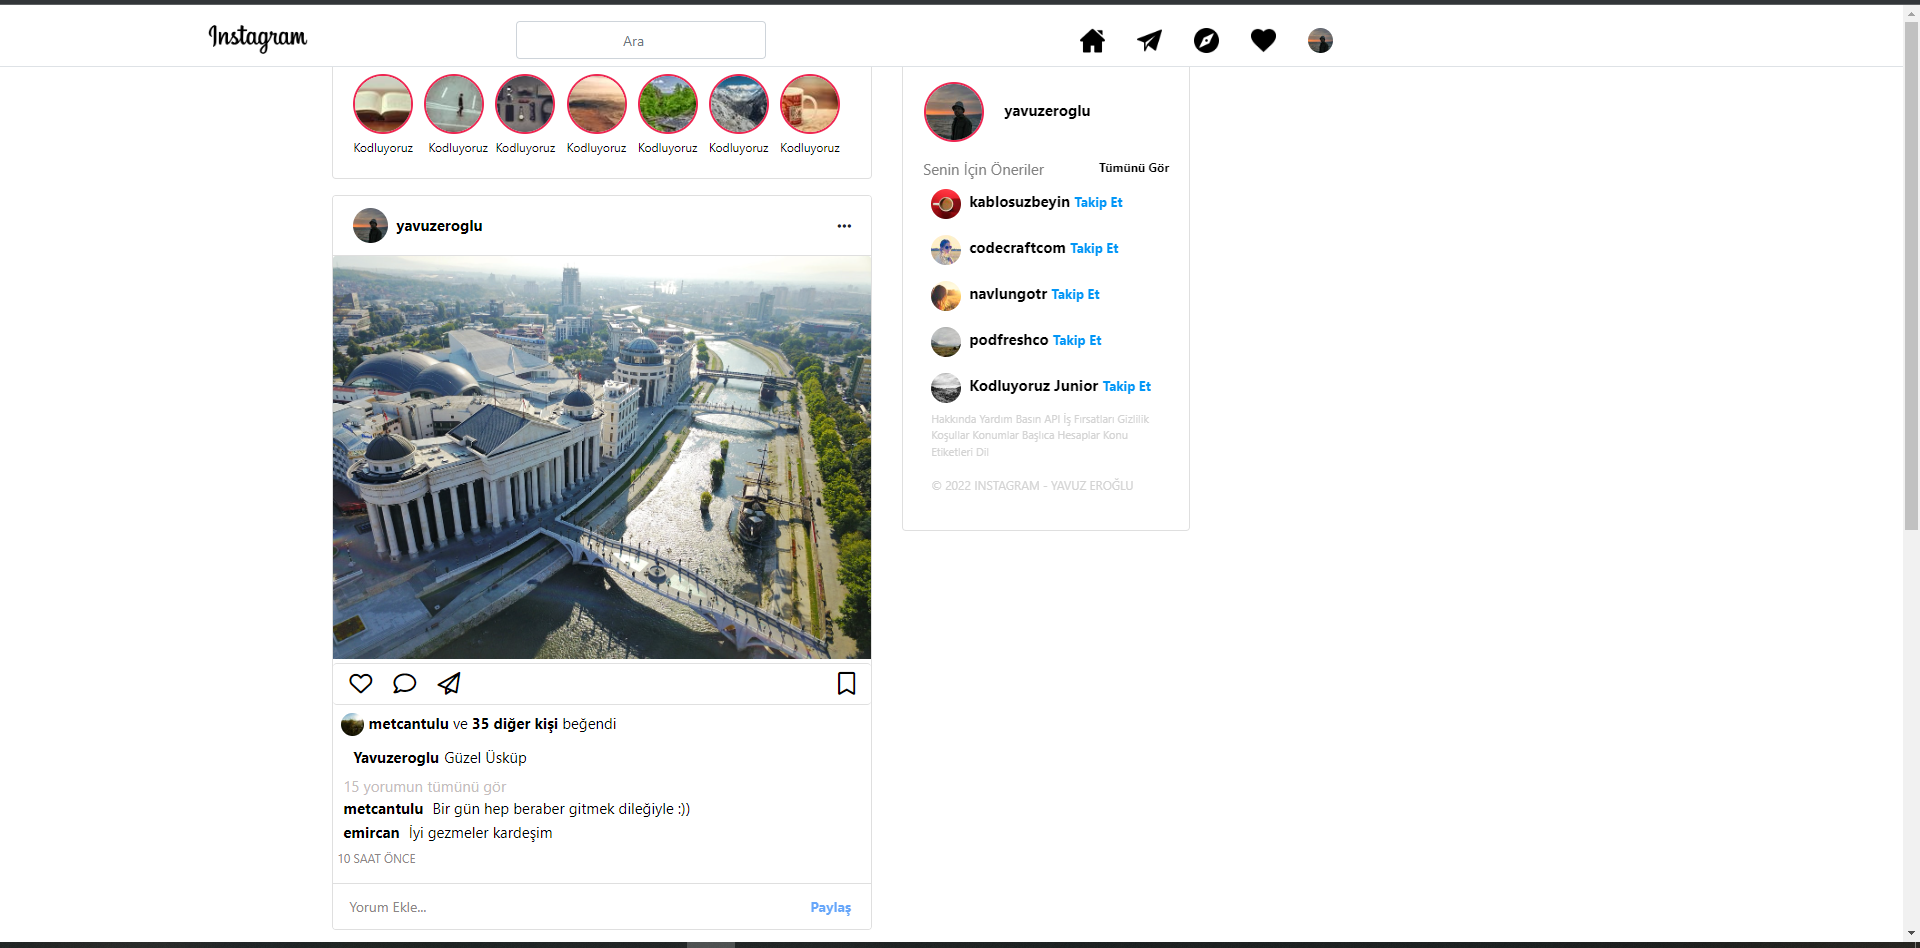 Instagram
Ara
Kodluyoruz Kodluyoruz Kodluyoruz Kodluyoruz Kodluyoruz Kodluyoruz Kodluyoruz
yavuzeroglu
Güzel Üsküp
15 yorumun tümünü gör
metcantulu Bir gün hep beraber gitmek dileğiyle :))
emircan İyi gezmeler kardeşim
10 SAAT ÖNCE
Yorum Ekle... Paylaş
yavuzeroglu
Senin İçin Öneriler Tümünü Gör
kablosuzbeyin Takip Et
codecraftcom Takip Et
navlungotr Takip Et
podfreshco Takip Et
Kodluyoruz Junior Takip Et
Hakkında Yardım Basın API İş Fırsatları Gizlilik
Koşullar Konumlar Başlıca Hesaplar Konu
Etiketleri Dil
© 2022 INSTAGRAM - YAVUZ EROĞLU
metcantulu ve 35 diğer kişi beğendi
Yavuzeroglu